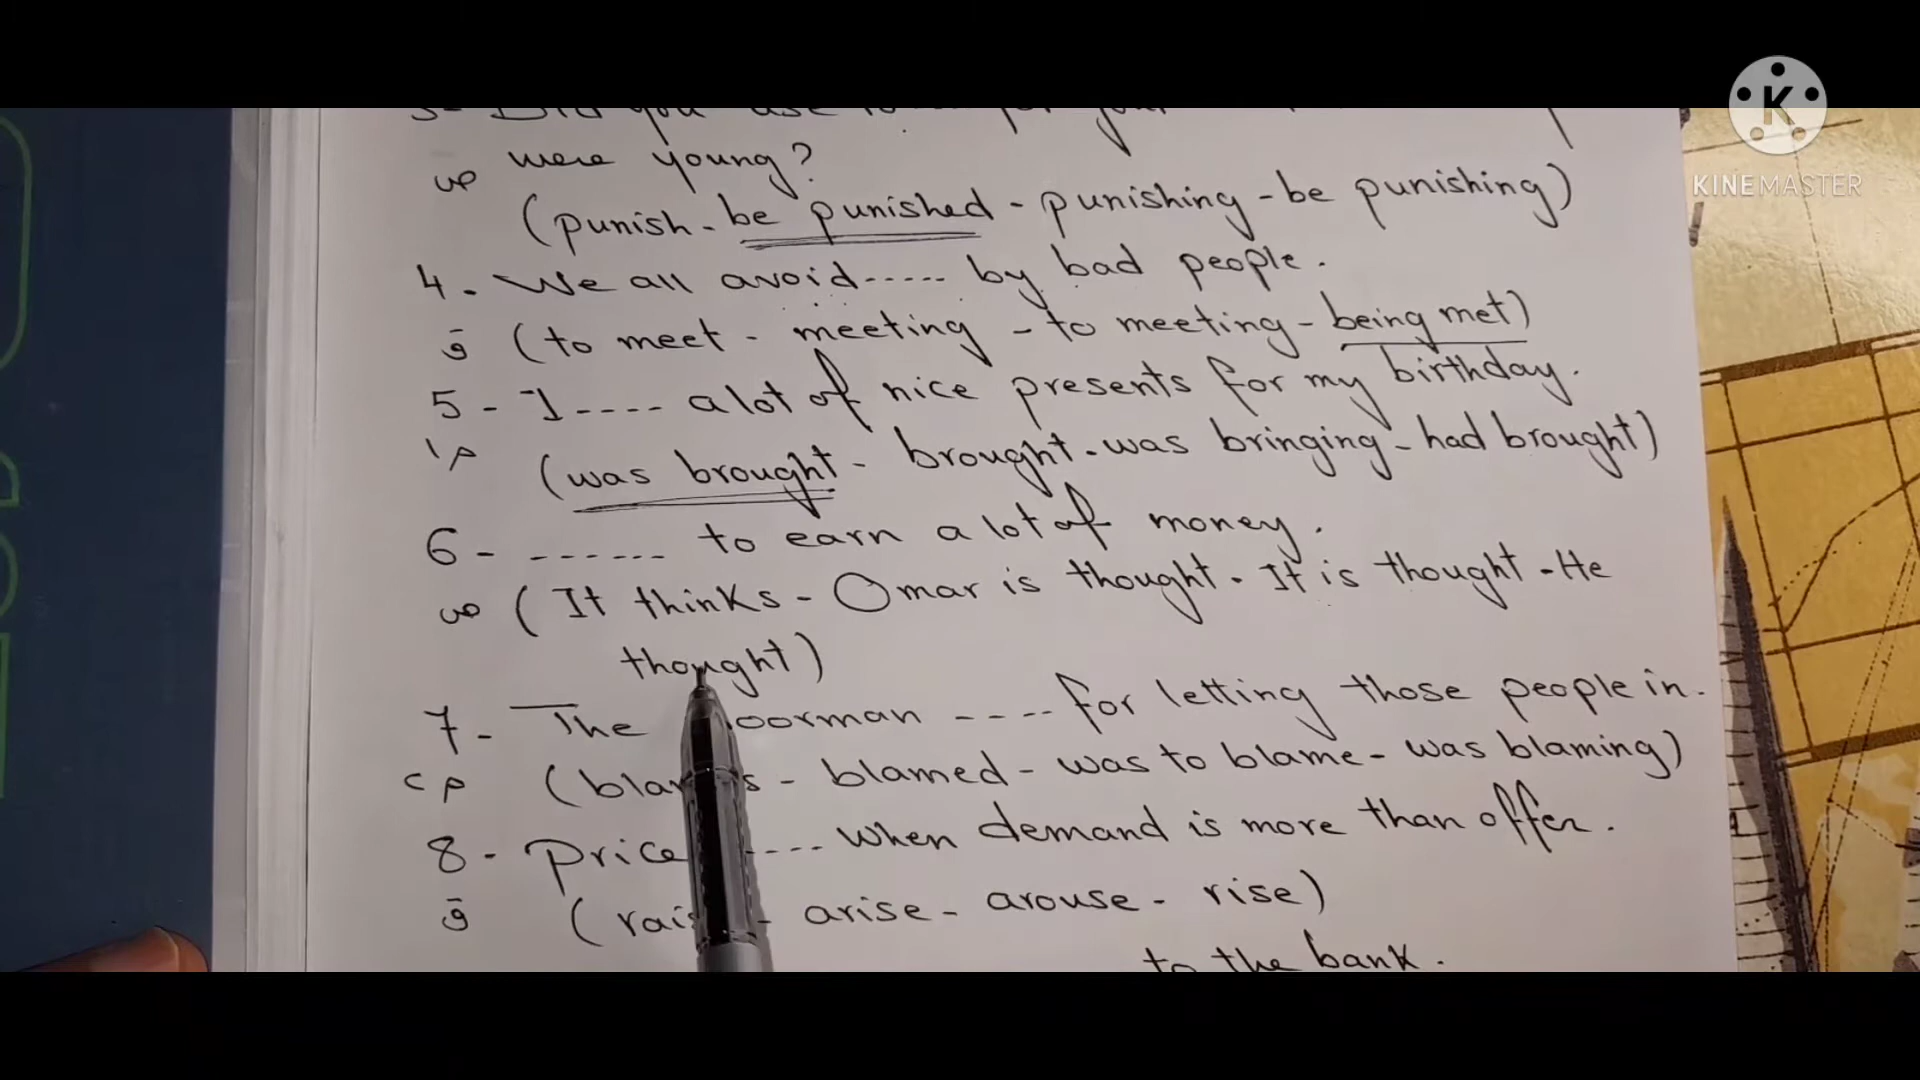 KINEMASTER
3- Did you use
were young?
(punish - be punished - punishing - be punishing)
4. We all avoid ..... by bad people.
(to meet - meeting - to meeting - being met)
5 - I ---- a lot of nice presents for my birthday.
(was brought - brought - was bringing - had brought)
6 - ------ to earn a lot of money.
(It thinks - Omar is thought - It is thought - He
thought)
7 - The ---- for letting those people in.
- blamed - was to blame - was blaming)
8 - ---- when demand is more than offer.
- arise - arouse - rise)
to the bank.